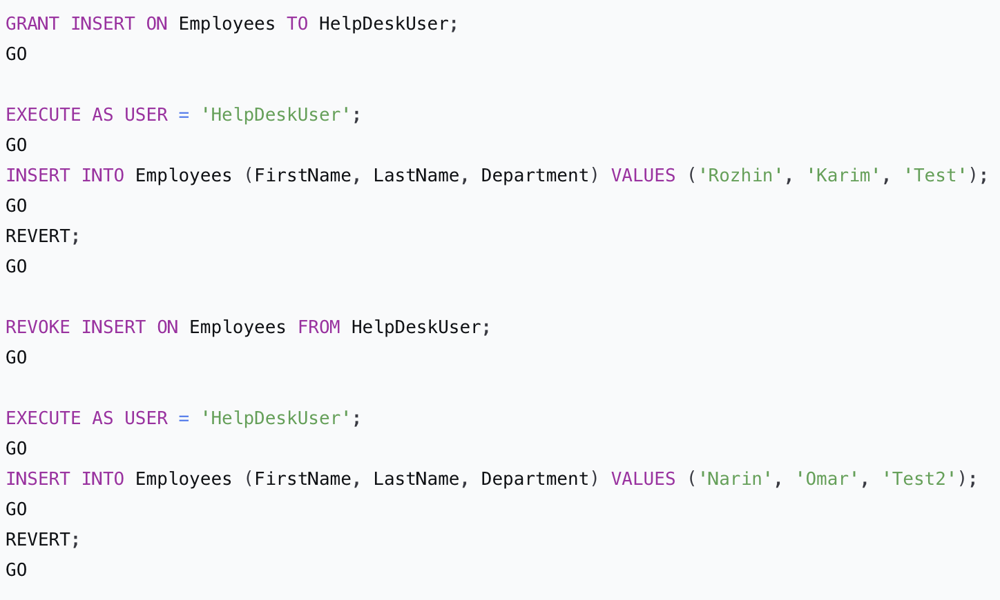 GRANT INSERT ON Employees TO HelpDeskUser;
GO
EXECUTE AS USER = 'HelpDeskUser';
GO
INSERT INTO Employees (FirstName, LastName, Department) VALUES ('Rozhin', 'Karim', 'Test');
GO
REVERT;
GO
REVOKE INSERT ON Employees FROM HelpDeskUser;
GO
EXECUTE AS USER = 'HelpDeskUser';
GO
INSERT INTO Employees (FirstName, LastName, Department) VALUES ('Narin', 'Omar', 'Test2');
GO
REVERT;
GO